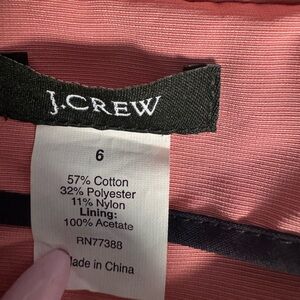 J.CREW
6
57% Cotton
32% Polyester
11% Nylon
Lining:
100% Acetate
RN77388
Made in China